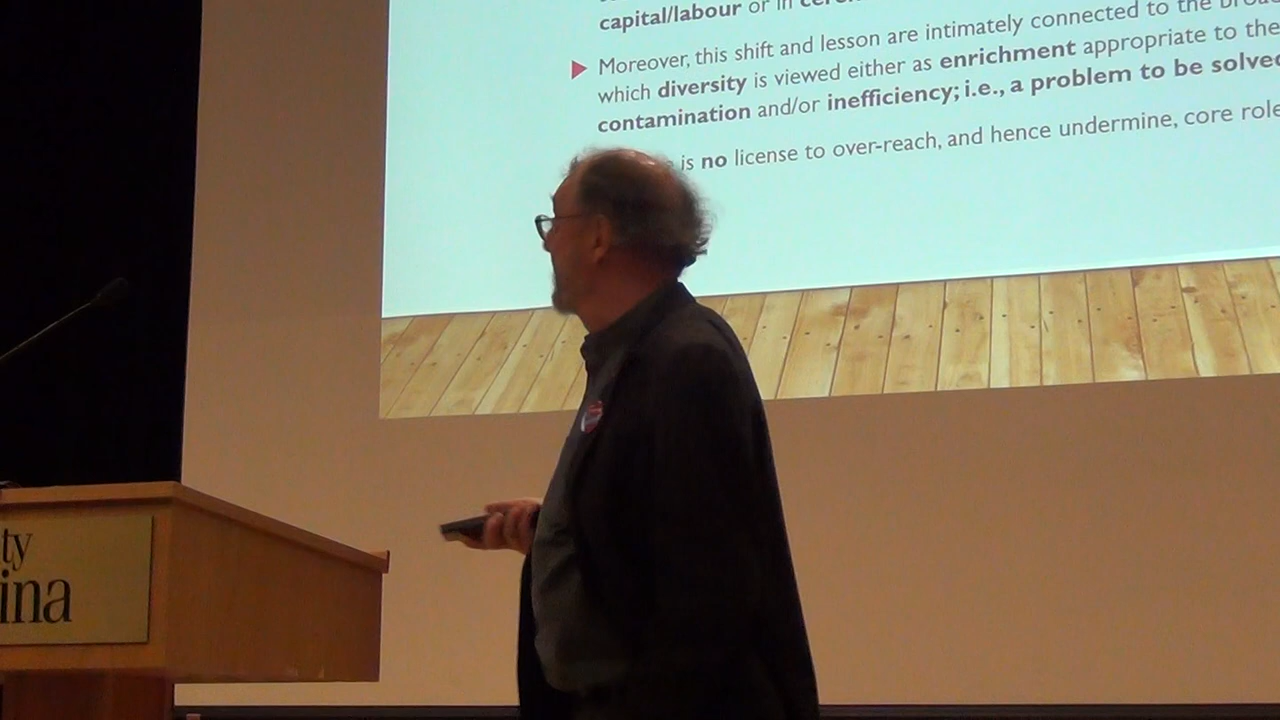 capital/labour or in
Moreover, this shift and lesson are intimately connected to the
which diversity is viewed either as enrichment appropriate to the
contamination and/or inefficiency; i.e., a problem to be solved
is no license to over-reach, and hence undermine, core role
ty
ina